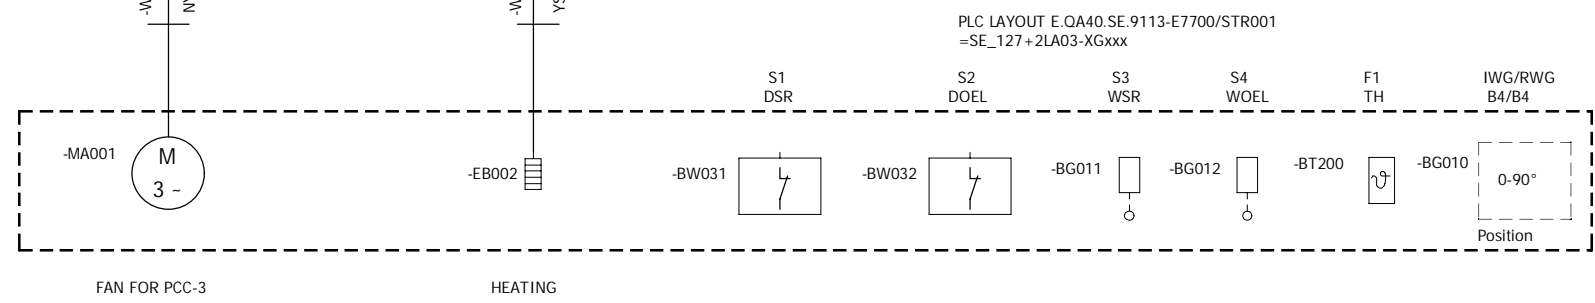 -W
NY
-W
YS
PLC LAYOUT E.QA40.SE.9113-E7700/STR001
=SE_127+2LA03-XGxxx
S1
DSR
S2
DOEL
S3
WSR
S4
WOEL
F1
TH
IWG/RWG
B4/B4
-MA001
M
3 ~
-EB002
-BW031
-BW032
-BG011
-BG012
-BT200
ϑ
-BG010
0-90°
Position
FAN FOR PCC-3
HEATING